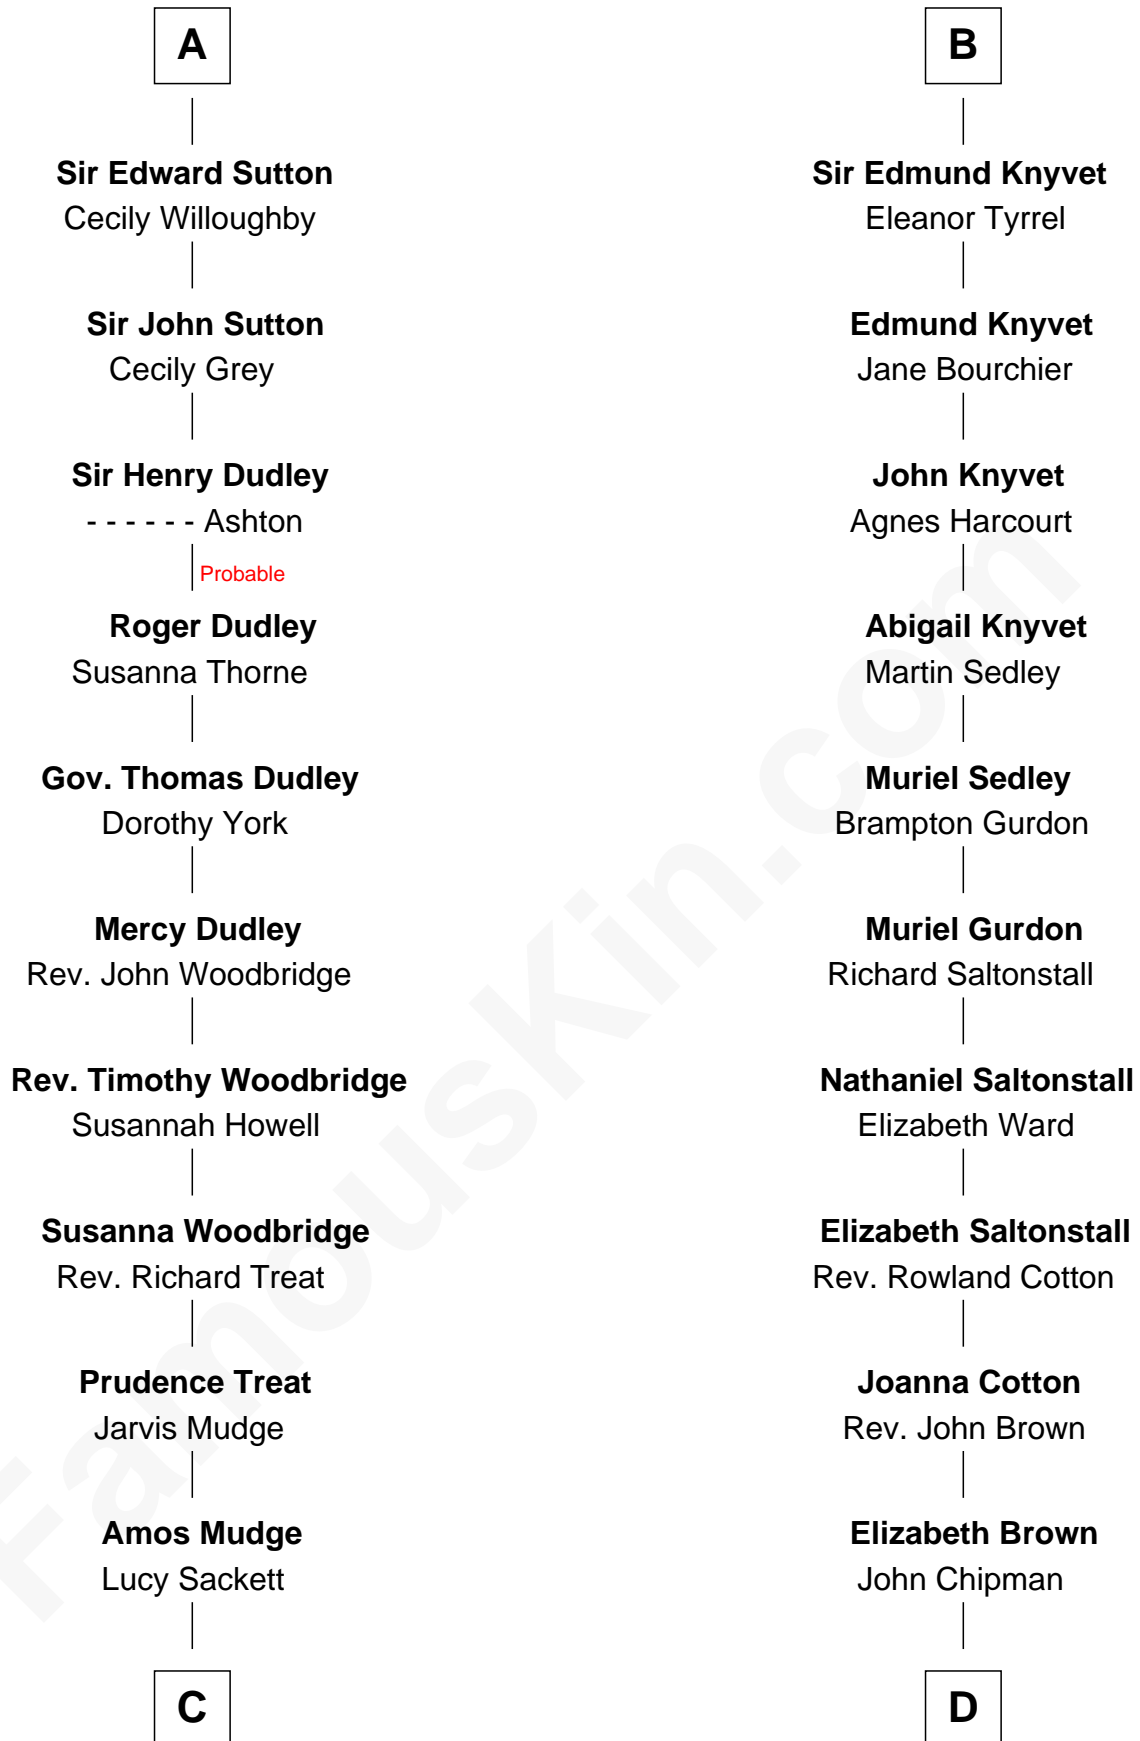 A
Sir Edward Sutton
Cecily Willoughby
Sir John Sutton
Cecily Grey
Sir Henry Dudley
- - - - - - Ashton
Probable
Roger Dudley
Susanna Thorne
Gov. Thomas Dudley
Dorothy York
Mercy Dudley
Rev. John Woodbridge
Rev. Timothy Woodbridge
Susannah Howell
Susanna Woodbridge
Rev. Richard Treat
Prudence Treat
Jarvis Mudge
Amos Mudge
Lucy Sackett
C
B
Sir Edmund Knyvet
Eleanor Tyrrel
Edmund Knyvet
Jane Bourchier
John Knyvet
Agnes Harcourt
Abigail Knyvet
Martin Sedley
Muriel Sedley
Brampton Gurdon
Muriel Gurdon
Richard Saltonstall
Nathaniel Saltonstall
Elizabeth Ward
Elizabeth Saltonstall
Rev. Rowland Cotton
Joanna Cotton
Rev. John Brown
Elizabeth Brown
John Chipman
D
FamousKin.com